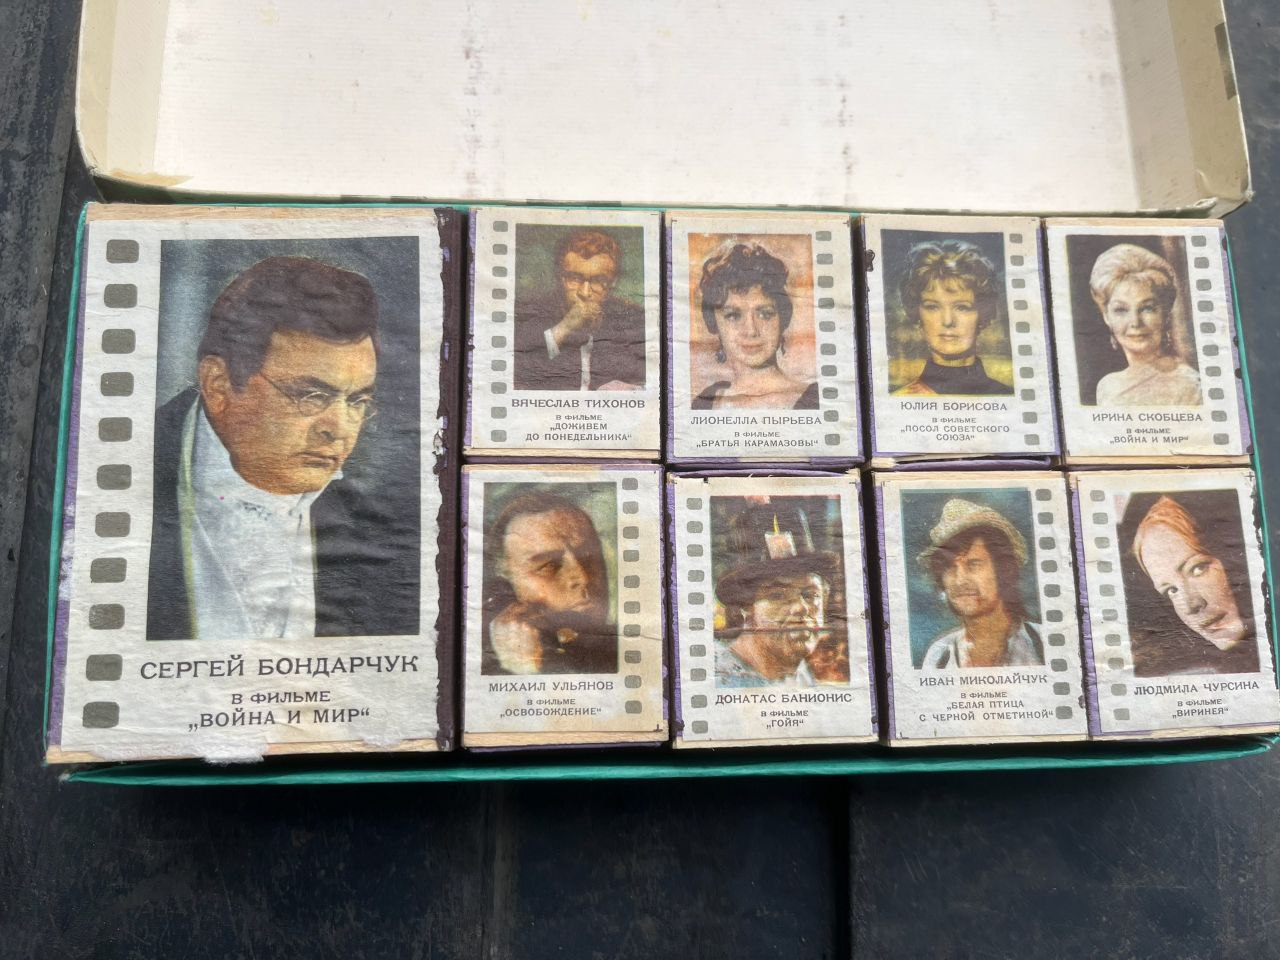 СЕРГЕЙ БОНДАРЧУК
В ФИЛЬМЕ
„ВОЙНА И МИР“
ВЯЧЕСЛАВ ТИХОНОВ
В ФИЛЬМЕ
„ДОЖИВЕМ
ДО ПОНЕДЕЛЬНИКА“
ЛИОНЕЛЛА ПЫРЬЕВА
В ФИЛЬМЕ
„БРАТЬЯ КАРАМАЗОВЫ“
ЮЛИЯ БОРИСОВА
В ФИЛЬМЕ
„ПОСОЛ СОВЕТСКОГО
СОЮЗА“
ИРИНА СКОБЦЕВА
В ФИЛЬМЕ
„ВОЙНА И МИР“
МИХАИЛ УЛЬЯНОВ
В ФИЛЬМЕ
„ОСВОБОЖДЕНИЕ“
ДОНАТАС БАНИОНИС
В ФИЛЬМЕ
„ГОЙЯ“
ИВАН МИКОЛАЙЧУК
В ФИЛЬМЕ
„БЕЛАЯ ПТИЦА
С ЧЕРНОЙ ОТМЕТИНОЙ“
ЛЮДМИЛА ЧУРСИНА
В ФИЛЬМЕ
„ВИРИНЕЯ“